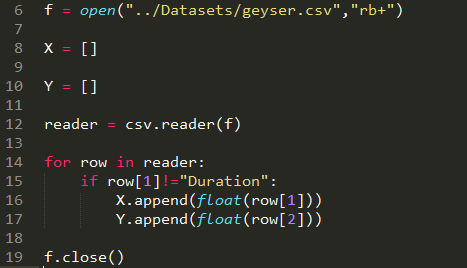 6 f = open("../Datasets/geyser.csv","rb+")
7
8 X = []
9
10 Y = []
11
12 reader = csv.reader(f)
13
14 for row in reader:
15     if row[1]!="Duration":
16         X.append(float(row[1]))
17         Y.append(float(row[2]))
18
19 f.close()